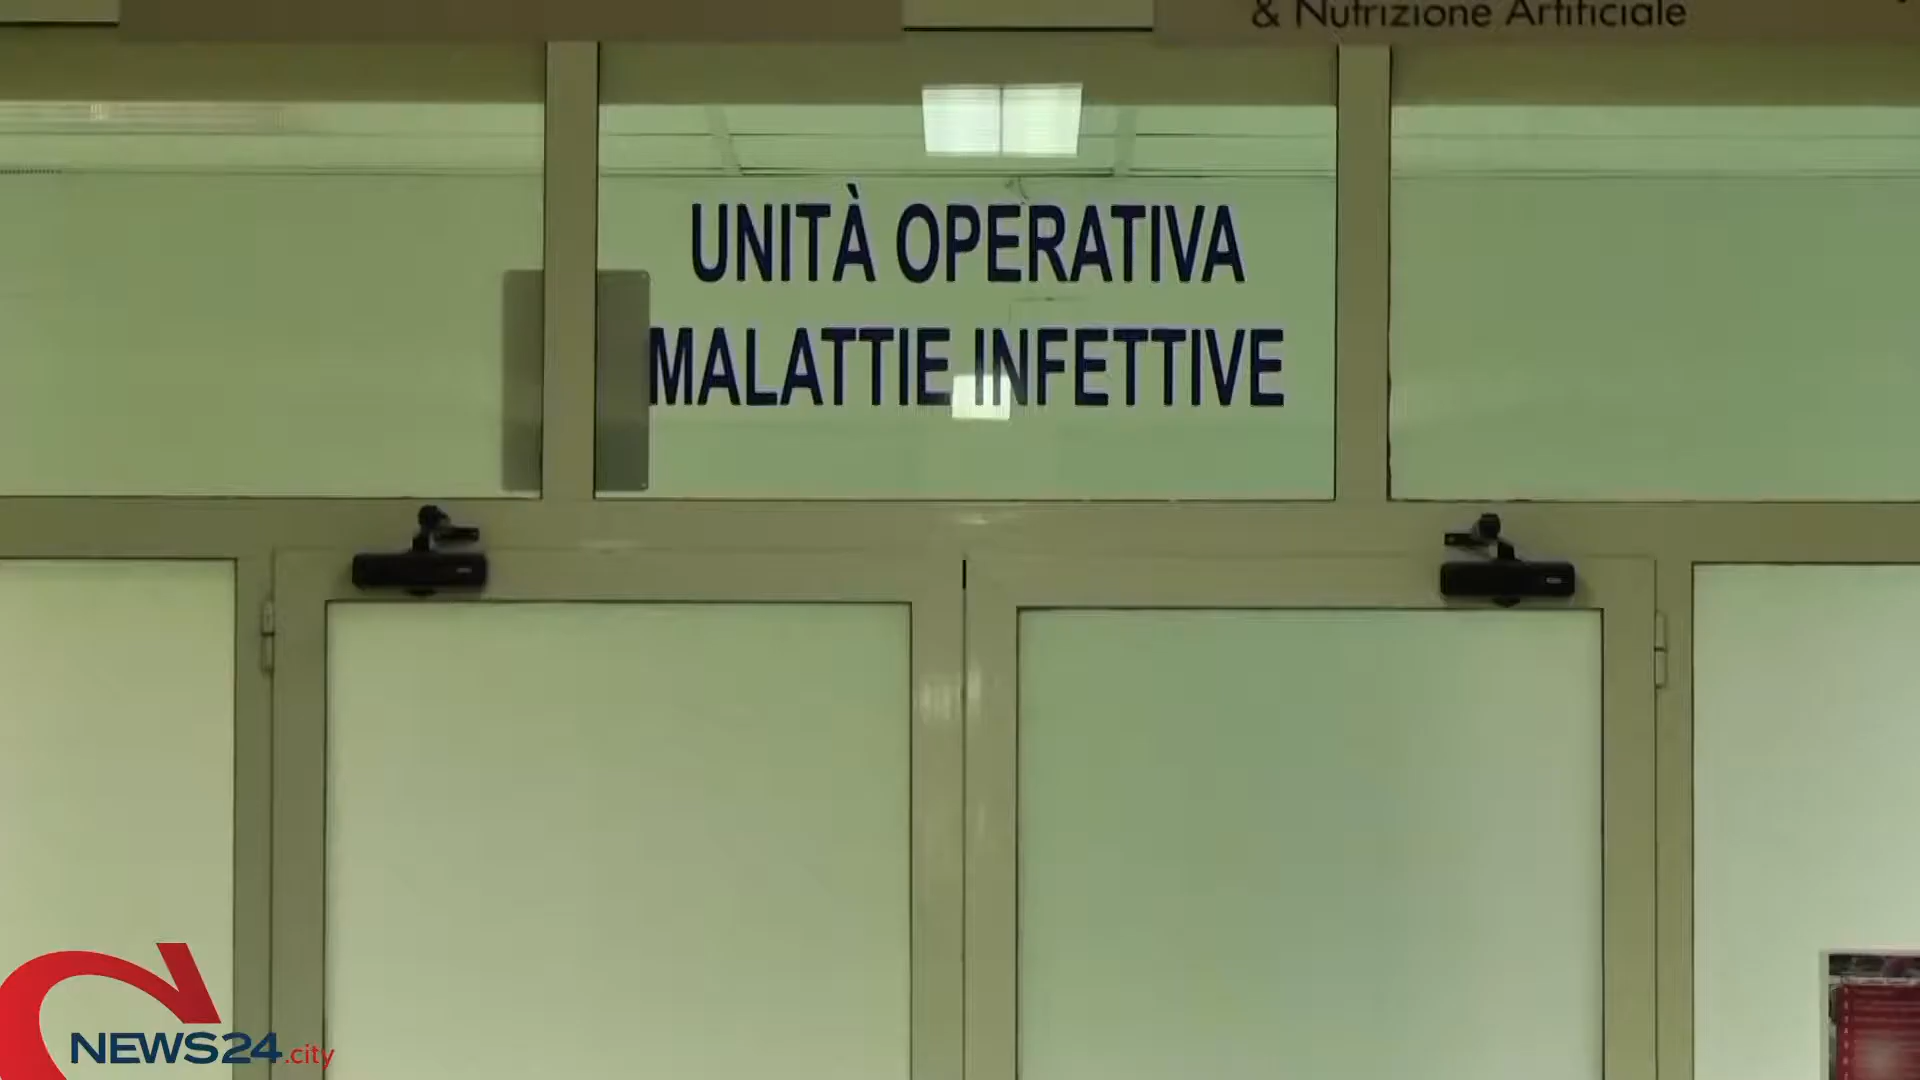 & Nutrizione Artificiale
UNITÀ OPERATIVA
MALATTIE INFETTIVE
NEWS24.city